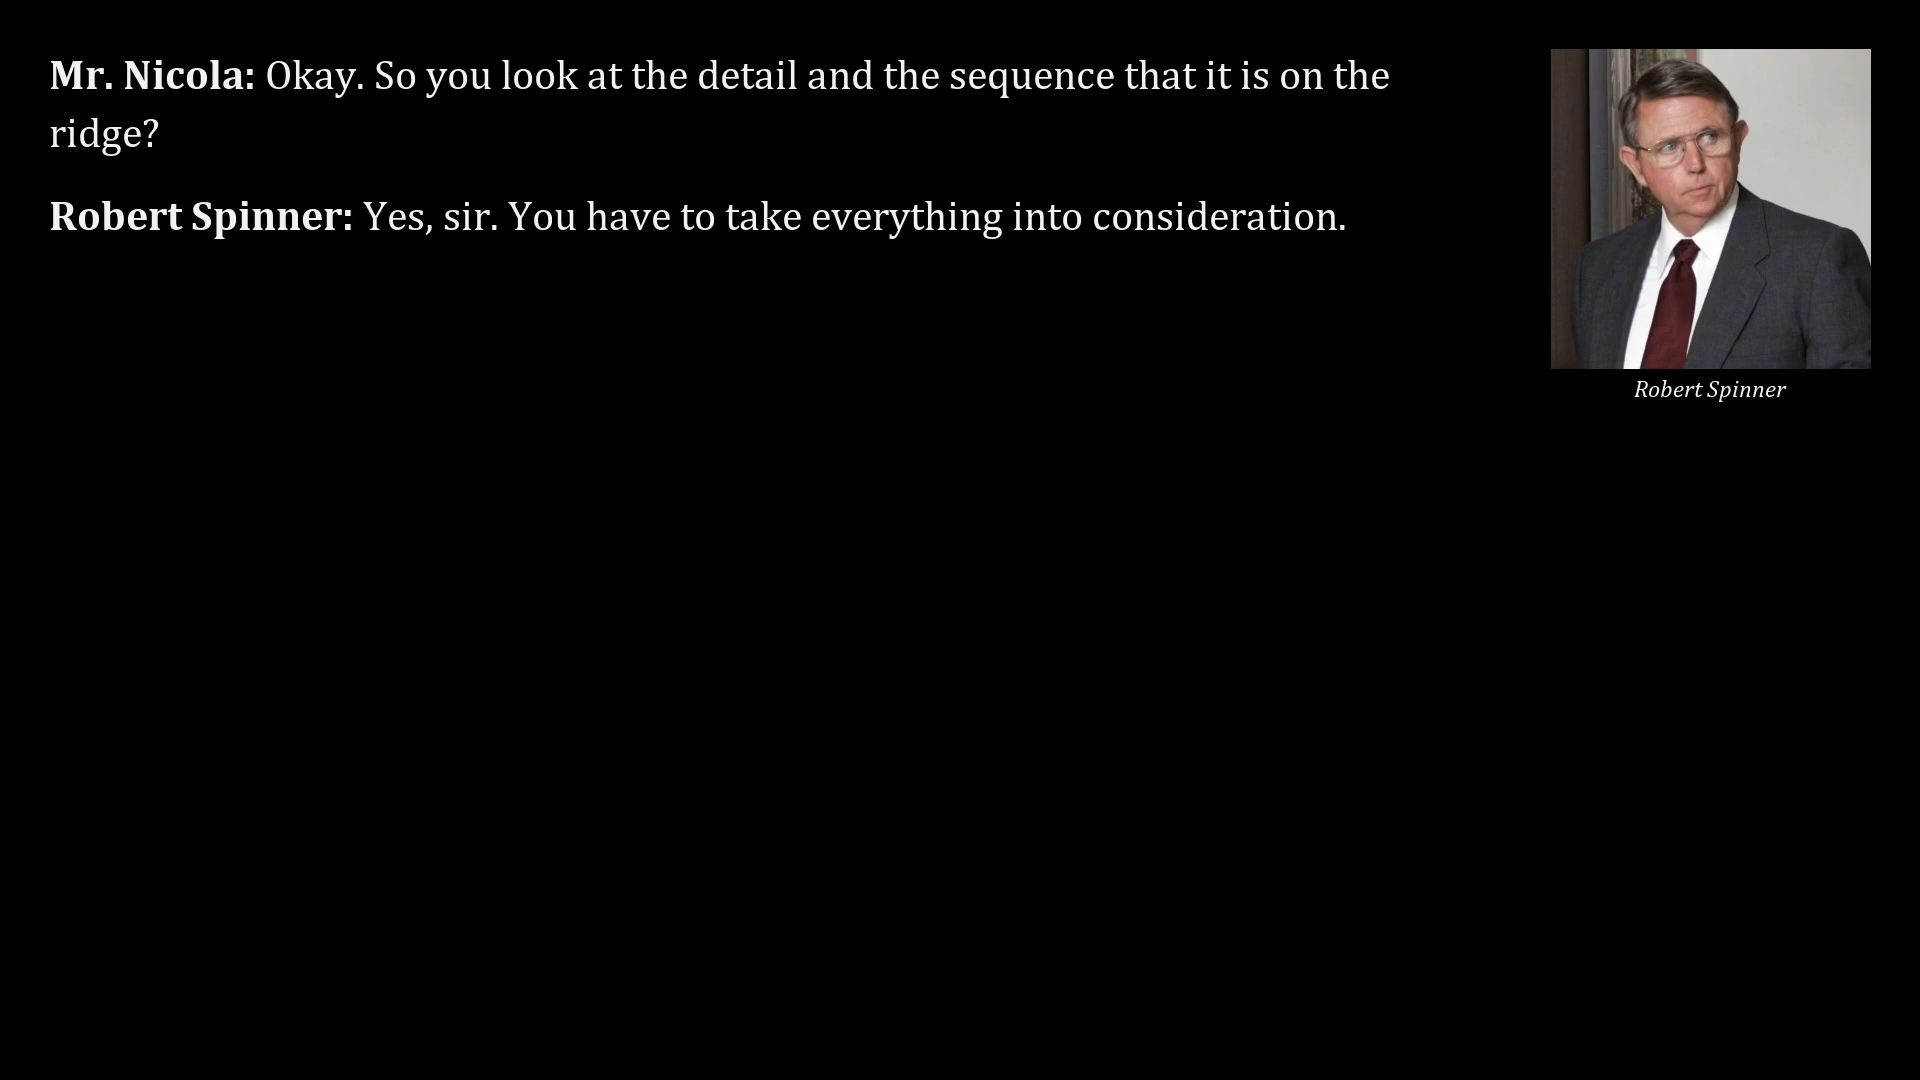 Mr. Nicola: Okay. So you look at the detail and the sequence that it is on the
ridge?
Robert Spinner: Yes, sir. You have to take everything into consideration.
Robert Spinner